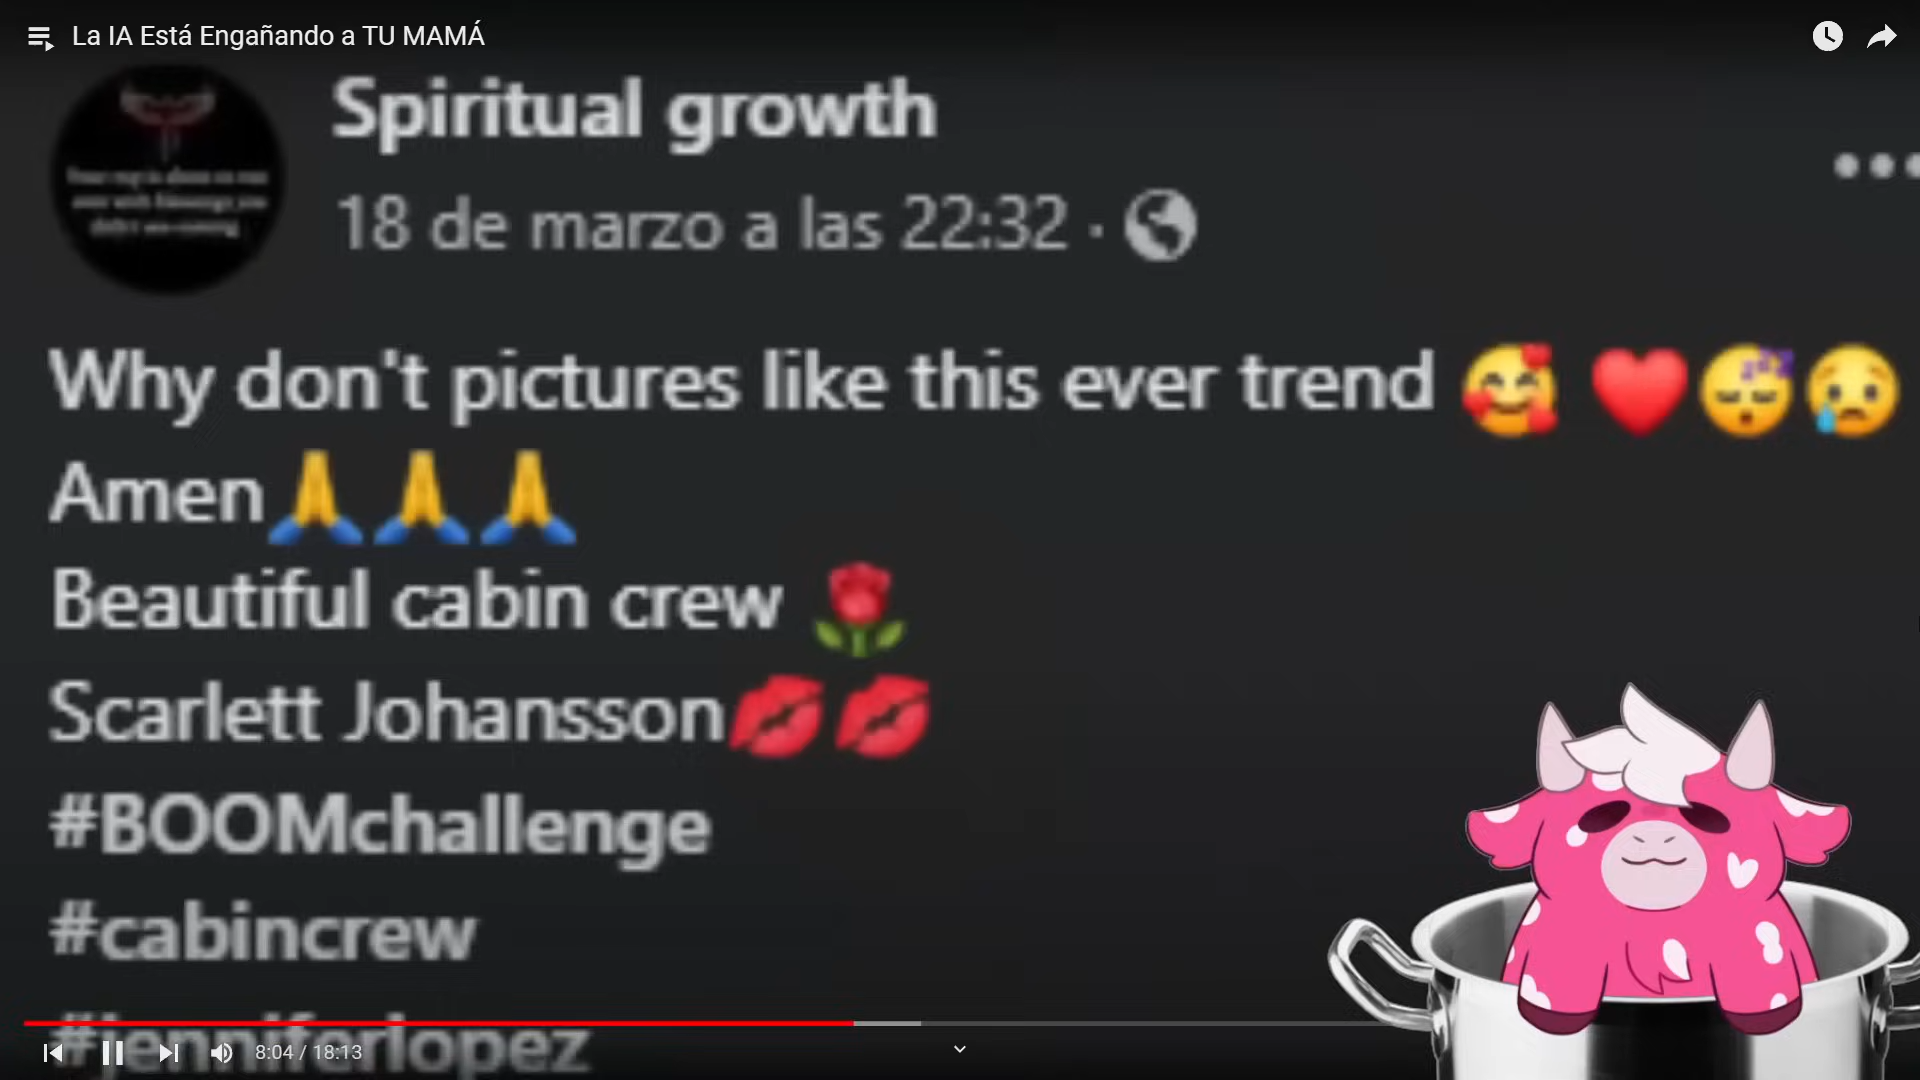 La IA Está Engañando a TU MAMÁ
Spiritual growth
18 de marzo a las 22:32 ·
Why don't pictures like this ever trend 🥰 ❤️😴😢
Amen🙏🙏🙏
Beautiful cabin crew 🌹
Scarlett Johansson💋💋
#BOOMchallenge
#cabincrew
#jenniferlopez
8:04 / 18:13